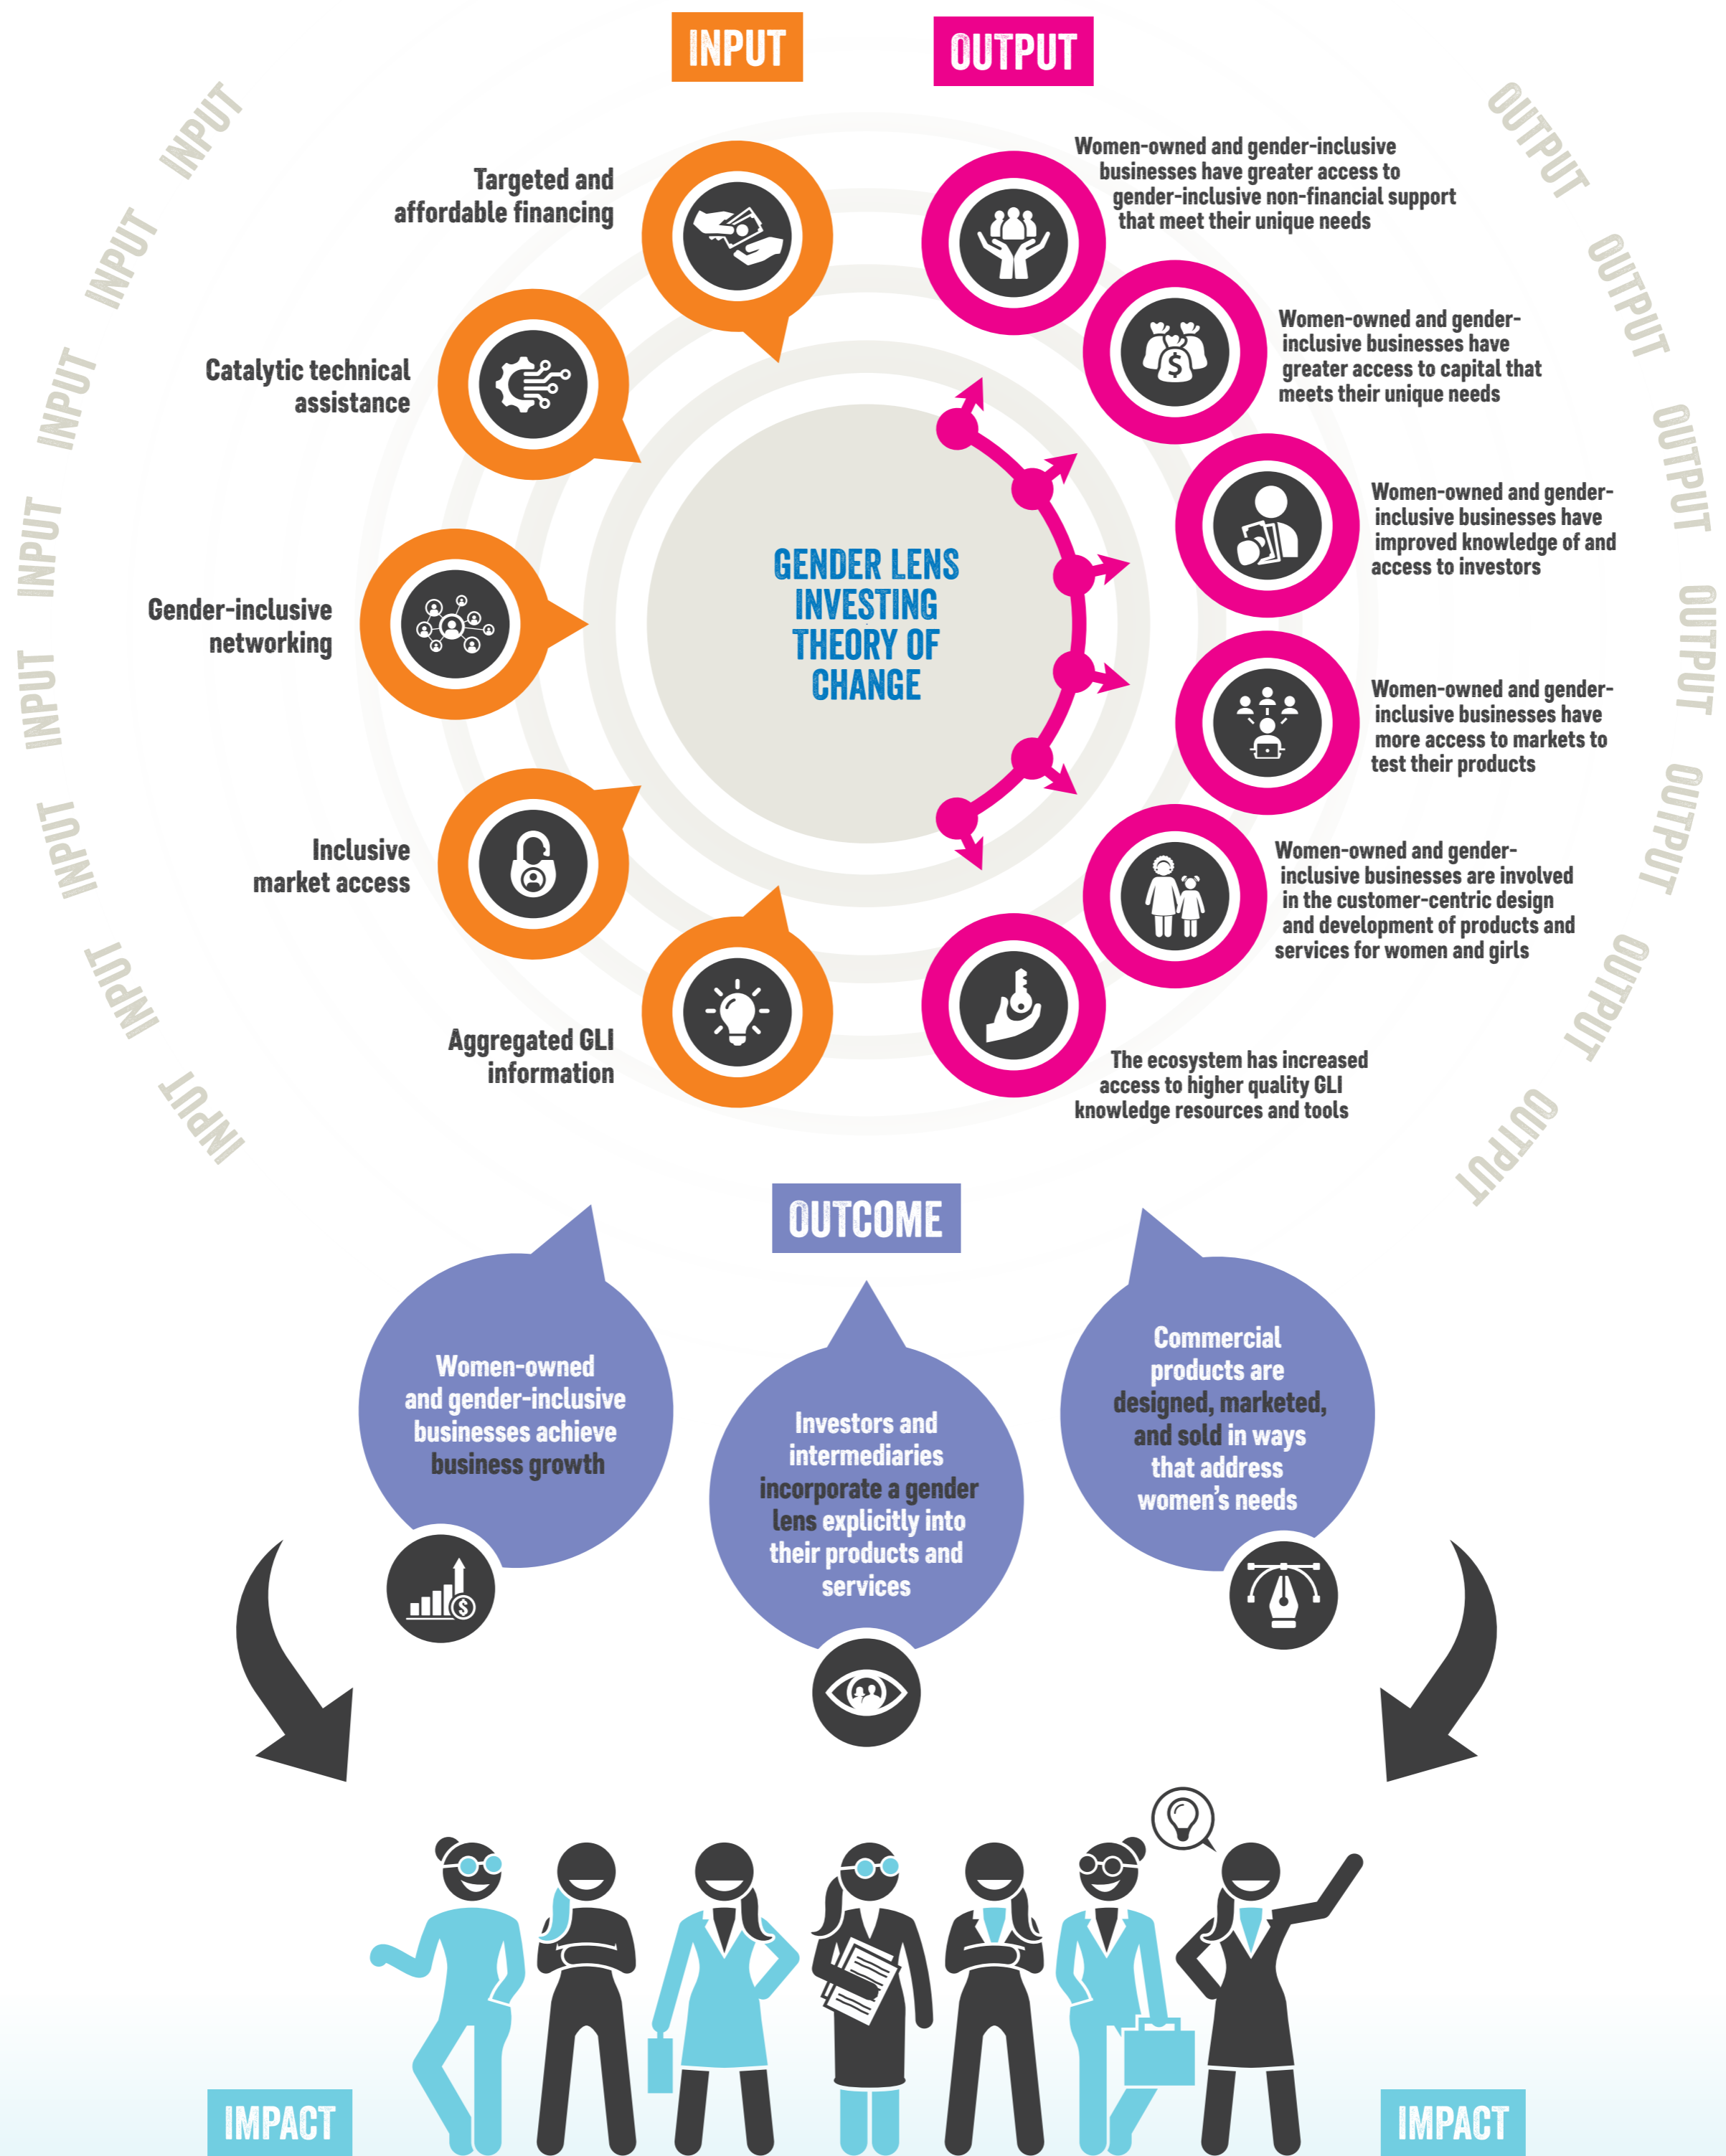 INPUT
OUTPUT
INPUT
INPUT
INPUT
INPUT
INPUT
INPUT
INPUT
INPUT
Targeted and
affordable financing
Catalytic technical
assistance
Gender-inclusive
networking
Inclusive
market access
Aggregated GLI
information
GENDER LENS
INVESTING
THEORY OF
CHANGE
Women-owned and gender-inclusive
businesses have greater access to
gender-inclusive non-financial support
that meet their unique needs
Women-owned and gender-
inclusive businesses have
greater access to capital that
meets their unique needs
Women-owned and gender-
inclusive businesses have
improved knowledge of and
access to investors
Women-owned and gender-
inclusive businesses have
more access to markets to
test their products
Women-owned and gender-
inclusive businesses are involved
in the customer-centric design
and development of products and
services for women and girls
The ecosystem has increased
access to higher quality GLI
knowledge resources and tools
OUTPUT
OUTPUT
OUTPUT
OUTPUT
OUTPUT
OUTPUT
OUTPUT
OUTCOME
Women-owned
and gender-inclusive
businesses achieve
business growth
Investors and
intermediaries
incorporate a gender
lens explicitly into
their products and
services
Commercial
products are
designed, marketed,
and sold in ways
that address
women's needs
IMPACT
IMPACT